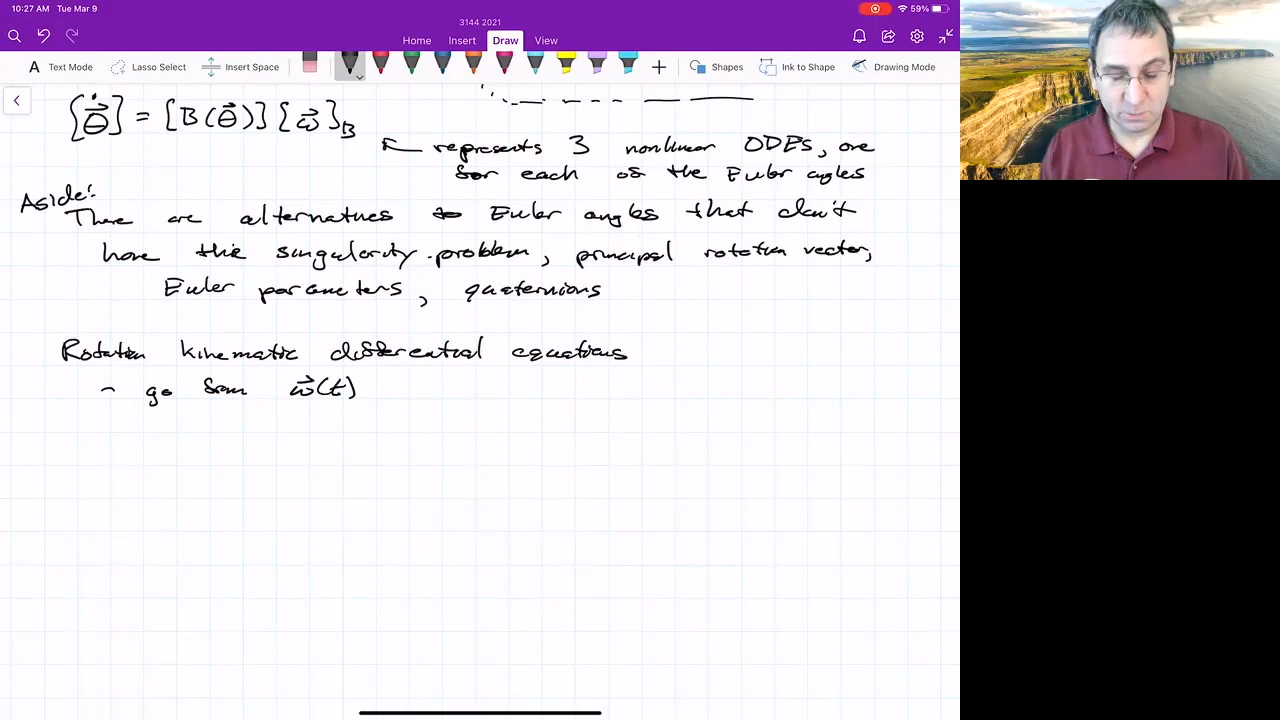 10:27 AM Tue Mar 9
59%
3144 2021
Home Insert Draw View
Text Mode Lasso Select Insert Space Shapes Ink to Shape Drawing Mode
[θ⃗̇] = [B(θ⃗)] [ω⃗]_B
represents 3 nonlinear ODEs, one
for each of the Euler angles
Aside:
There are alternatives to Euler angles that don't
have this singularity problem, principal rotation vector,
Euler parameters, quaternions
Rotation kinematic differential equations
- go from ω⃗(t)